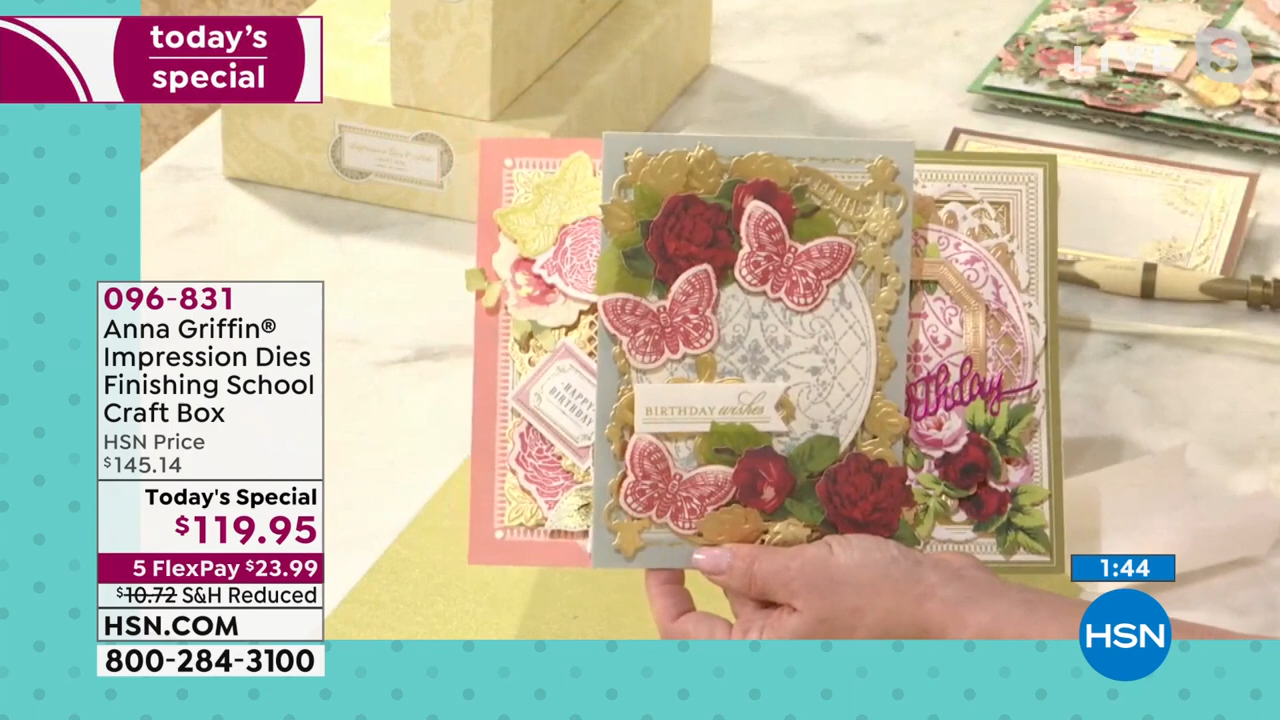 today's
special
LIVE S
096-831
Anna Griffin®
Impression Dies
Finishing School
Craft Box
HSN Price
$145.14
Today's Special
$119.95
5 FlexPay $23.99
$10.72 S&H Reduced
HSN.COM
800-284-3100
HAPPY
BIRTHDAY
BIRTHDAY wishes
Birthday
1:44
HSN